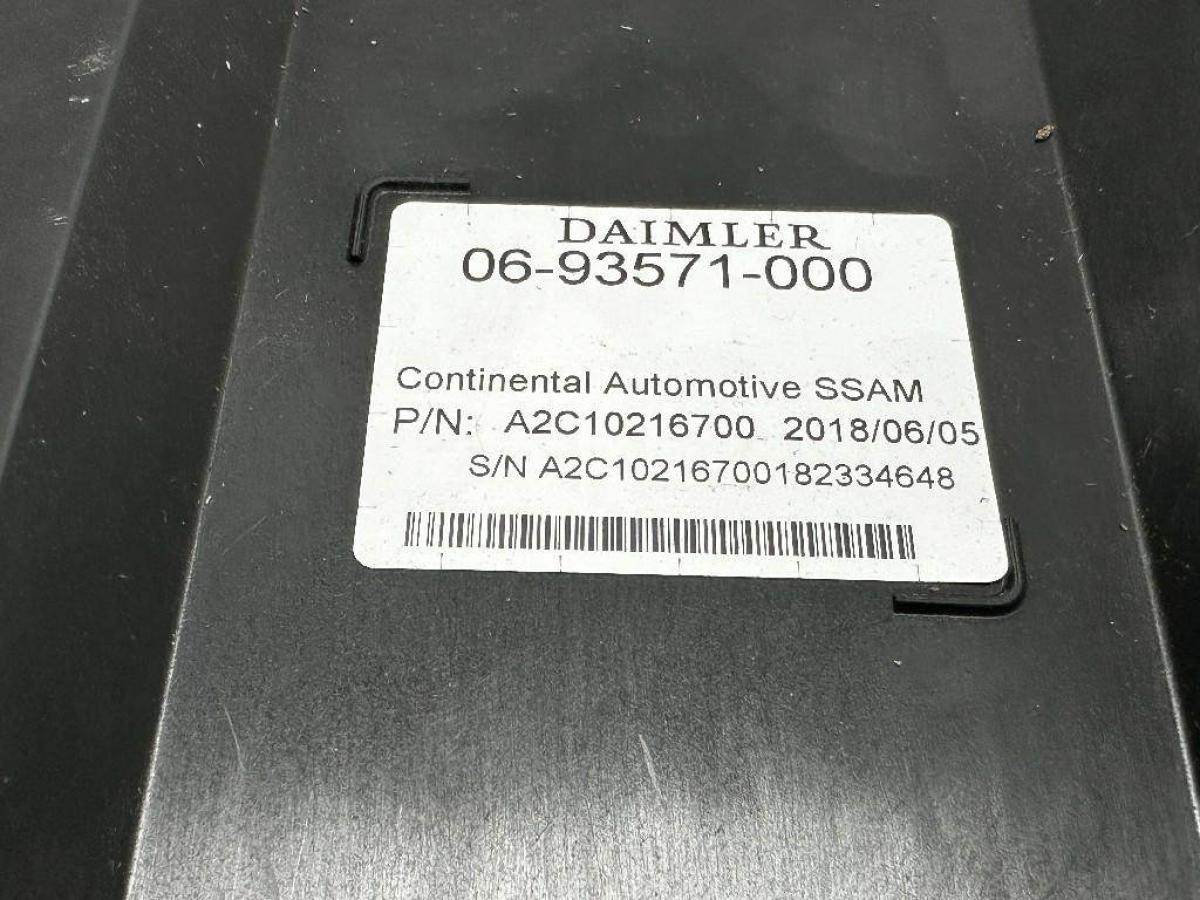 DAIMLER
06-93571-000
Continental Automotive SSAM
P/N: A2C10216700 2018/06/05
S/N A2C10216700182334648